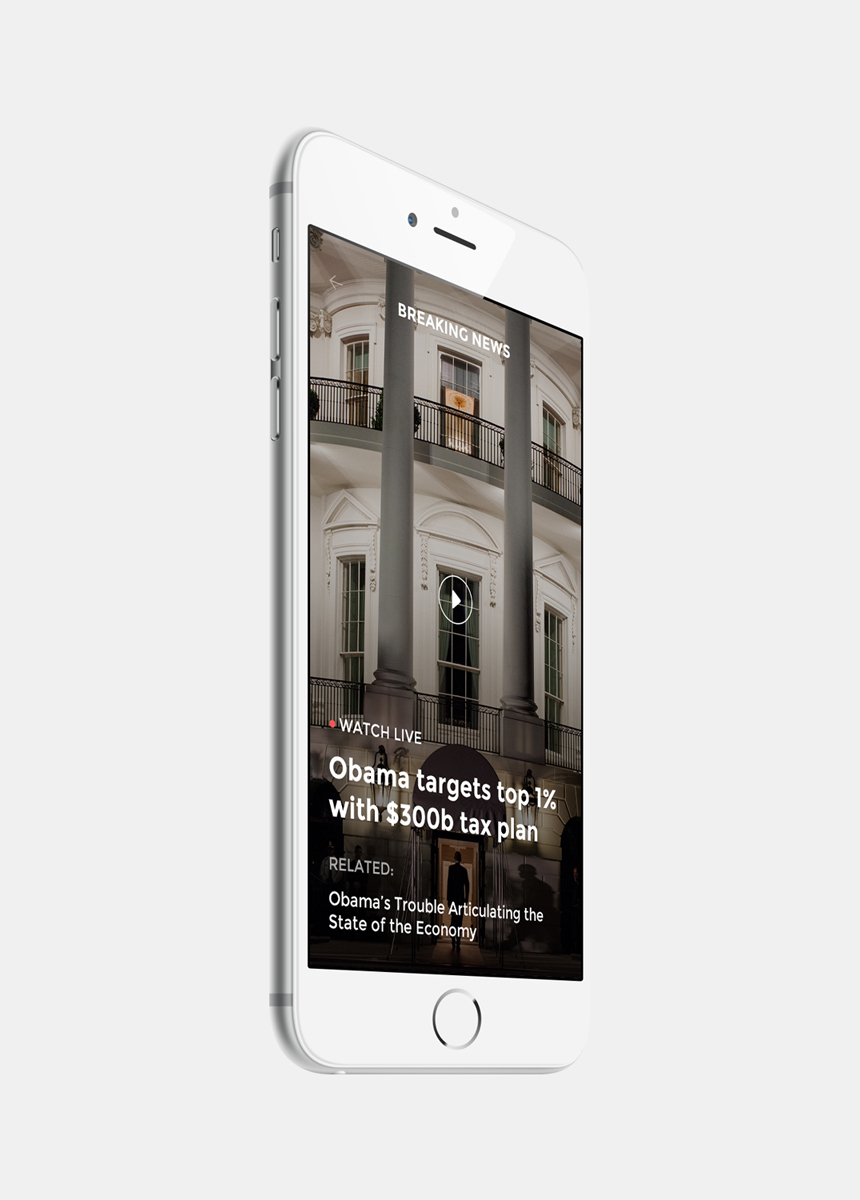 BREAKING NEWS
WATCH LIVE
Obama targets top 1%
with $300b tax plan
RELATED:
Obama's Trouble Articulating the
State of the Economy